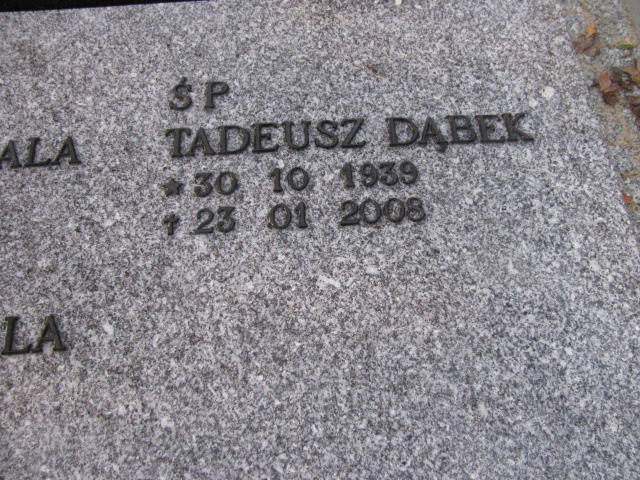 ŚP
TADEUSZ DĄBEK
★ 30 10 1939
✝ 23 01 2008
ALA
LA